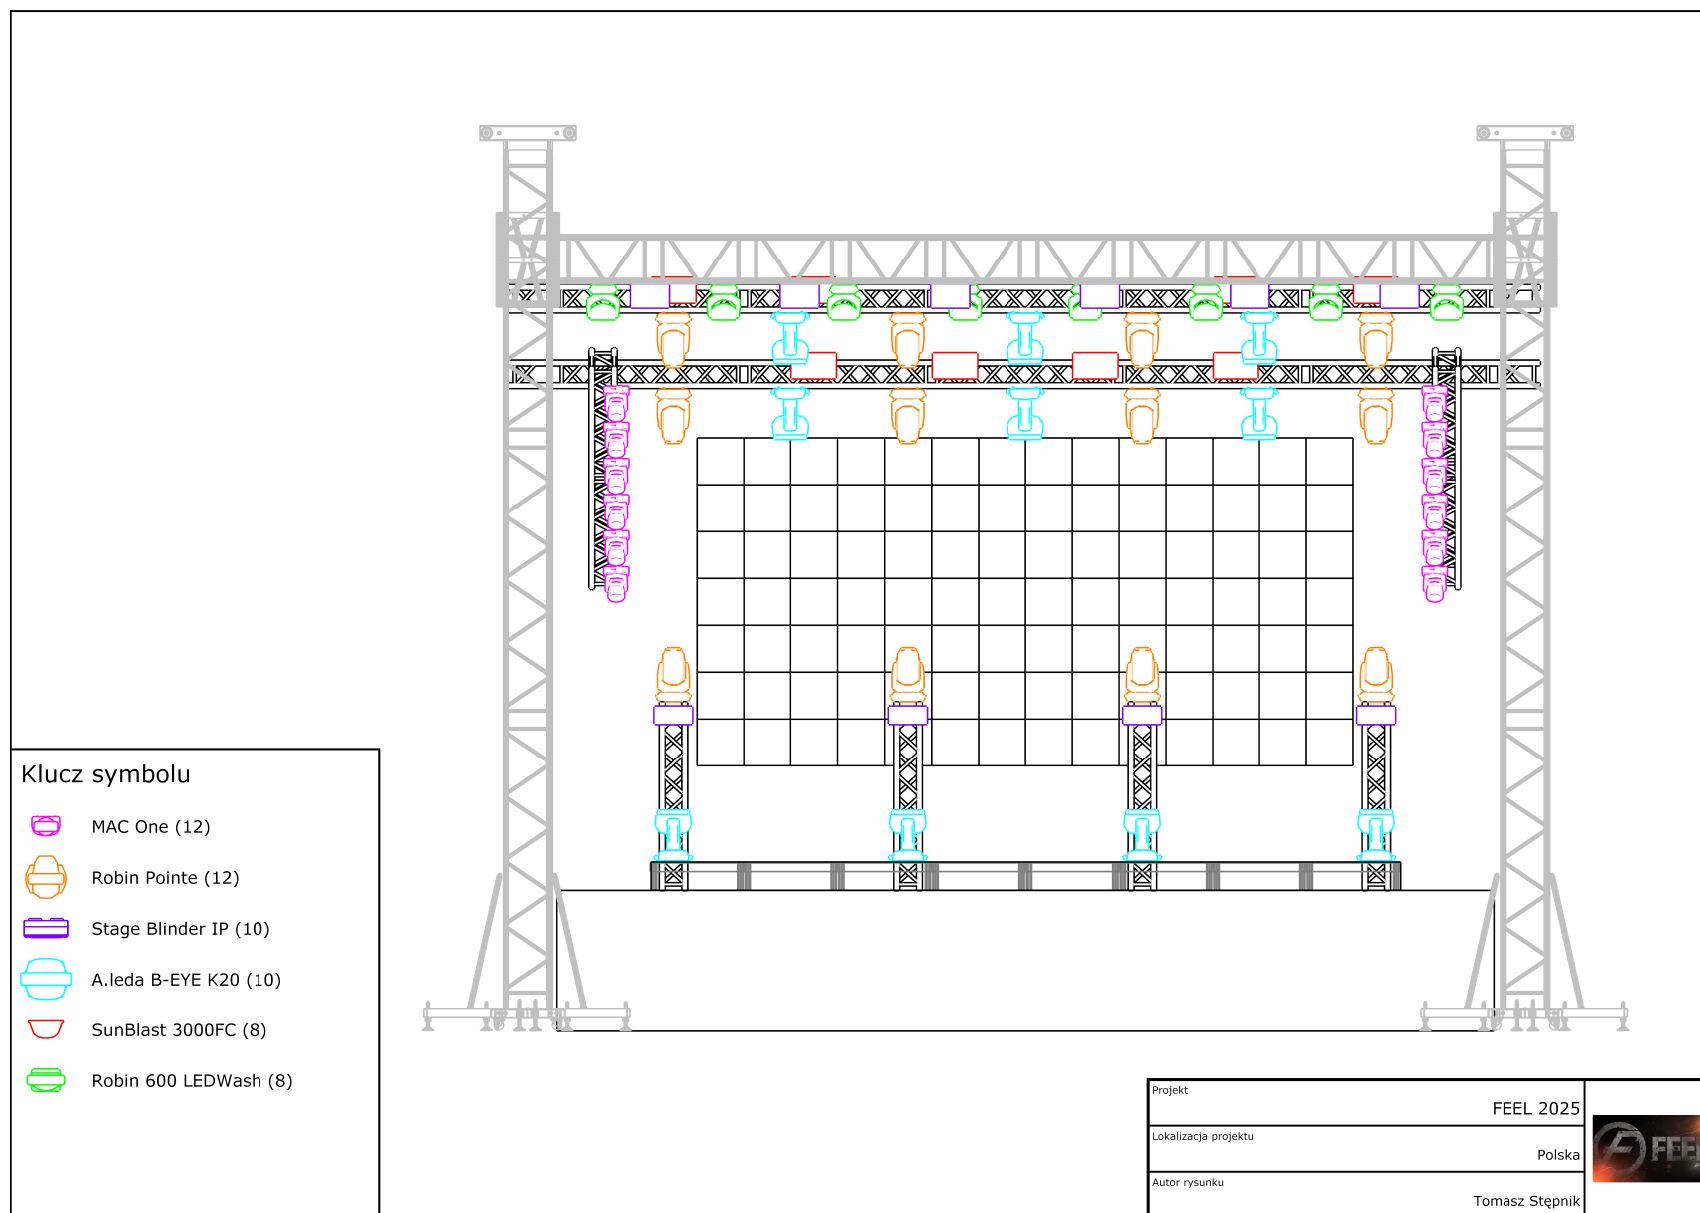 Klucz symbolu
MAC One (12)
Robin Pointe (12)
Stage Blinder IP (10)
A.leda B-EYE K20 (10)
SunBlast 3000FC (8)
Robin 600 LEDWash (8)
Projekt
FEEL 2025
Lokalizacja projektu
Polska
Autor rysunku
Tomasz Stępnik